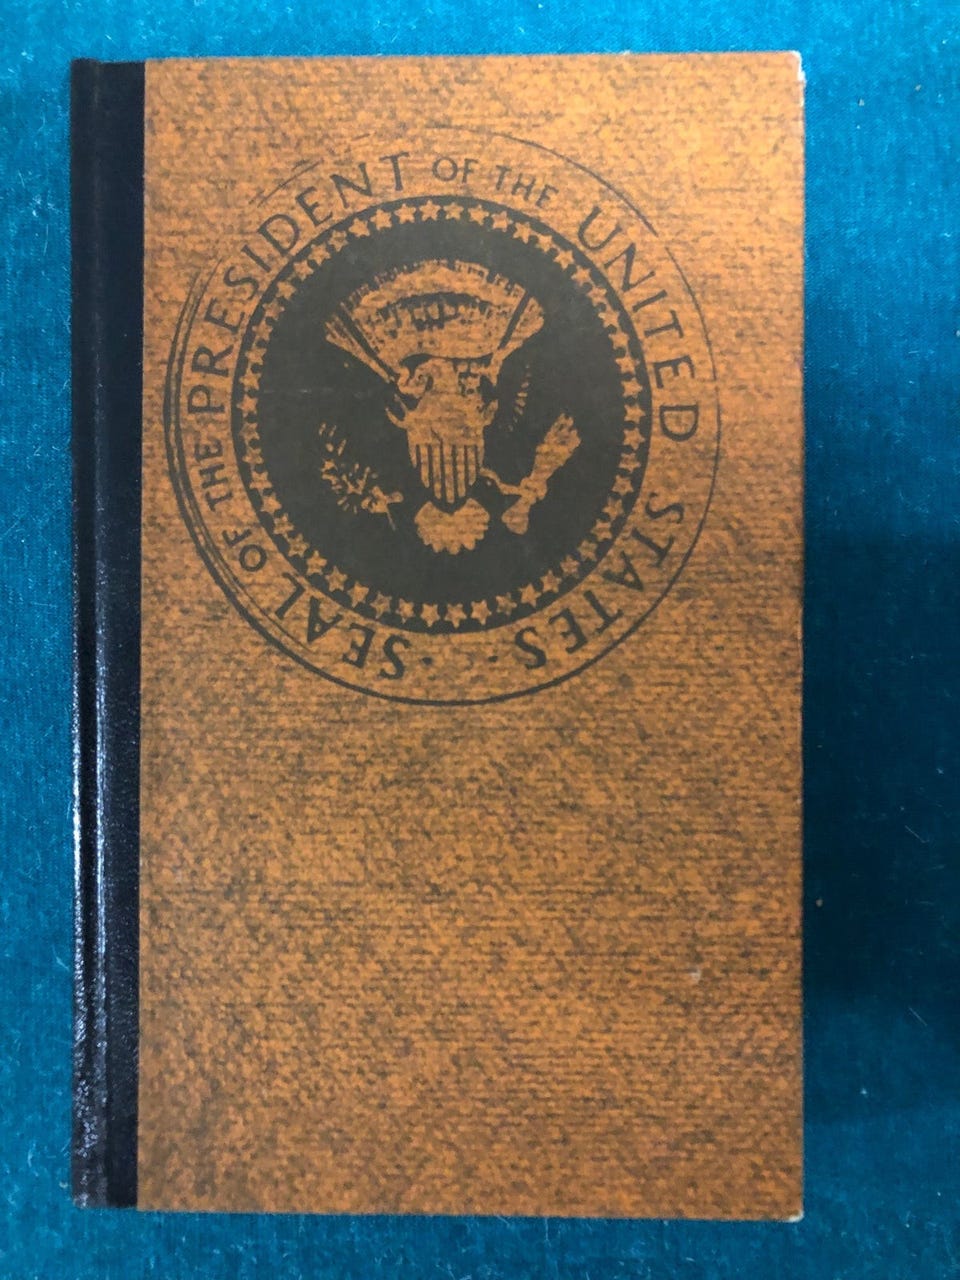 SEAL OF THE PRESIDENT OF THE UNITED STATES